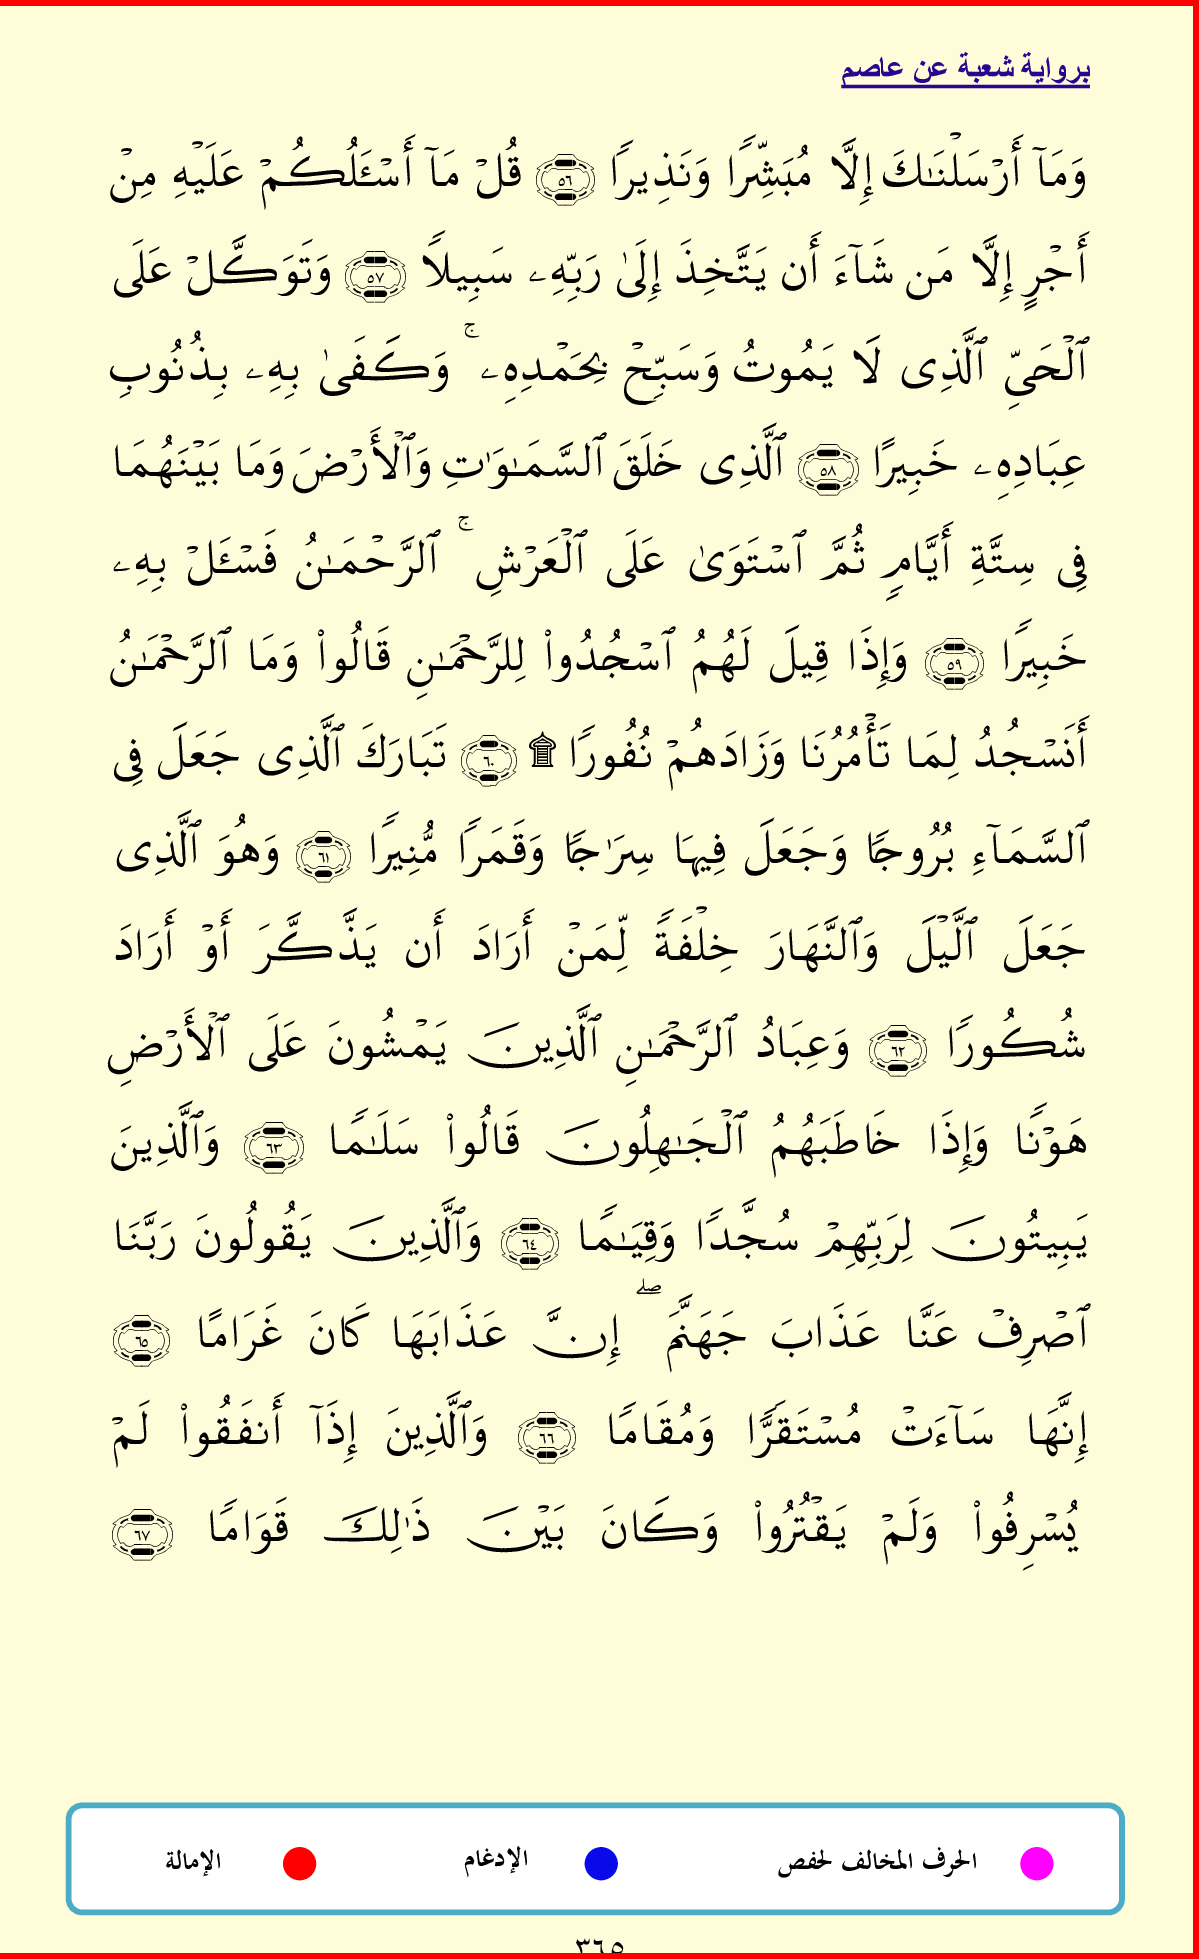 برواية شعبة عن عاصم
وَمَآ أَرْسَلْنَٰكَ إِلَّا مُبَشِّرًا وَنَذِيرًا ٥٦ قُلْ مَآ أَسْـَٔلُكُمْ عَلَيْهِ مِنْ
أَجْرٍ إِلَّا مَن شَآءَ أَن يَتَّخِذَ إِلَىٰ رَبِّهِۦ سَبِيلًا ٥٧ وَتَوَكَّلْ عَلَى
ٱلْحَيِّ ٱلَّذِى لَا يَمُوتُ وَسَبِّحْ بِحَمْدِهِۦ ۚ وَكَفَىٰ بِهِۦ بِذُنُوبِ
عِبَادِهِۦ خَبِيرًا ٥٨ ٱلَّذِى خَلَقَ ٱلسَّمَٰوَٰتِ وَٱلْأَرْضَ وَمَا بَيْنَهُمَا
فِى سِتَّةِ أَيَّامٍ ثُمَّ ٱسْتَوَىٰ عَلَى ٱلْعَرْشِ ۚ ٱلرَّحْمَٰنُ فَسْـَٔلْ بِهِۦ
خَبِيرًا ٥٩ وَإِذَا قِيلَ لَهُمُ ٱسْجُدُوا۟ لِلرَّحْمَٰنِ قَالُوا۟ وَمَا ٱلرَّحْمَٰنُ
أَنَسْجُدُ لِمَا تَأْمُرُنَا وَزَادَهُمْ نُفُورًا ۩ ٦٠ تَبَارَكَ ٱلَّذِى جَعَلَ فِى
ٱلسَّمَآءِ بُرُوجًا وَجَعَلَ فِيهَا سِرَٰجًا وَقَمَرًا مُّنِيرًا ٦١ وَهُوَ ٱلَّذِى
جَعَلَ ٱلَّيْلَ وَٱلنَّهَارَ خِلْفَةً لِّمَنْ أَرَادَ أَن يَذَّكَّرَ أَوْ أَرَادَ
شُكُورًا ٦٢ وَعِبَادُ ٱلرَّحْمَٰنِ ٱلَّذِينَ يَمْشُونَ عَلَى ٱلْأَرْضِ
هَوْنًا وَإِذَا خَاطَبَهُمُ ٱلْجَٰهِلُونَ قَالُوا۟ سَلَٰمًا ٦٣ وَٱلَّذِينَ
يَبِيتُونَ لِرَبِّهِمْ سُجَّدًا وَقِيَٰمًا ٦٤ وَٱلَّذِينَ يَقُولُونَ رَبَّنَا
ٱصْرِفْ عَنَّا عَذَابَ جَهَنَّمَ ۖ إِنَّ عَذَابَهَا كَانَ غَرَامًا ٦٥
إِنَّهَا سَآءَتْ مُسْتَقَرًّا وَمُقَامًا ٦٦ وَٱلَّذِينَ إِذَآ أَنفَقُوا۟ لَمْ
يُسْرِفُوا۟ وَلَمْ يَقْتُرُوا۟ وَكَانَ بَيْنَ ذَٰلِكَ قَوَامًا ٦٧
الحرف المخالف لحفص الإدغام الإمالة
٣٦٥